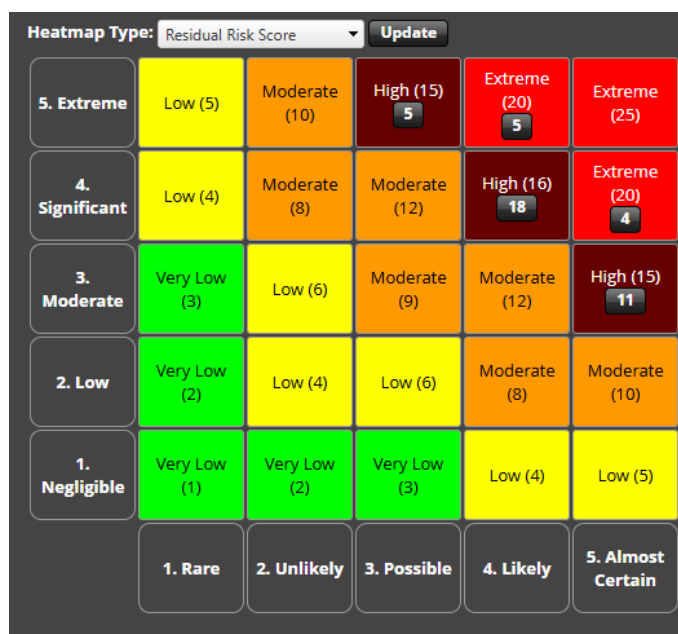 Heatmap Type: Residual Risk Score Update
5. Extreme
Low (5)
Moderate
(10)
High (15)
5
Extreme
(20)
5
Extreme
(25)
4.
Significant
Low (4)
Moderate
(8)
Moderate
(12)
High (16)
18
Extreme
(20)
4
3.
Moderate
Very Low
(3)
Low (6)
Moderate
(9)
Moderate
(12)
High (15)
11
2. Low
Very Low
(2)
Low (4)
Low (6)
Moderate
(8)
Moderate
(10)
1.
Negligible
Very Low
(1)
Very Low
(2)
Very Low
(3)
Low (4)
Low (5)
1. Rare
2. Unlikely
3. Possible
4. Likely
5. Almost
Certain